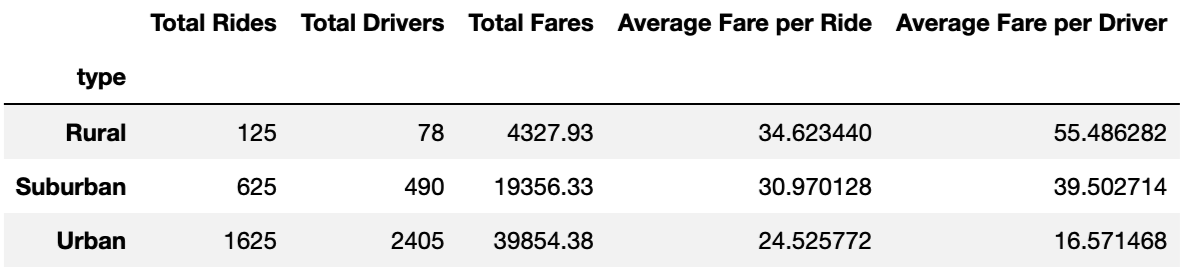 Total Rides Total Drivers Total Fares Average Fare per Ride Average Fare per Driver
type
Rural 125 78 4327.93 34.623440 55.486282
Suburban 625 490 19356.33 30.970128 39.502714
Urban 1625 2405 39854.38 24.525772 16.571468